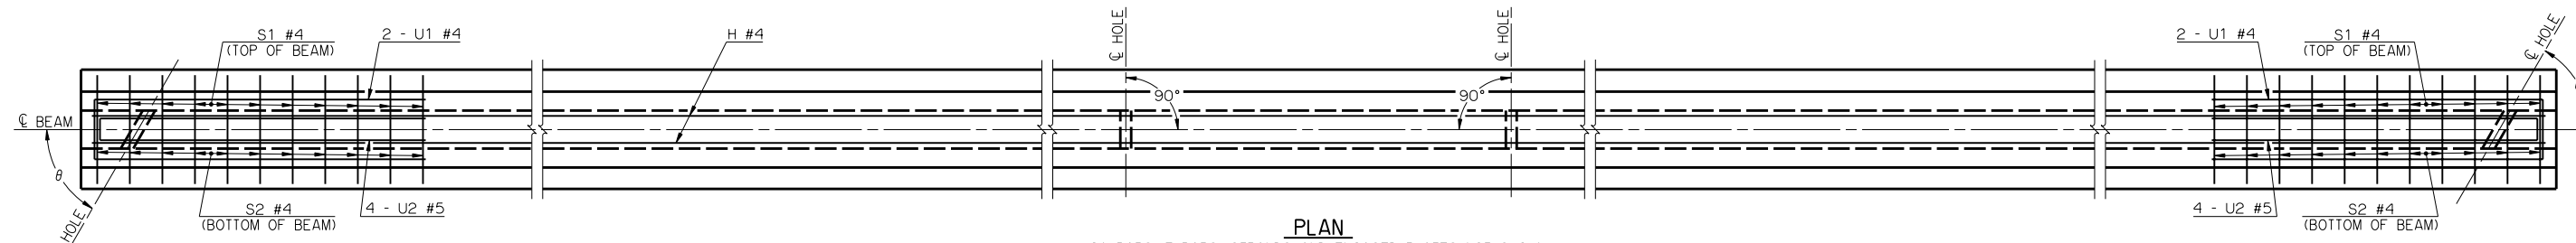 S1 #4
(TOP OF BEAM)
2 - U1 #4
H #4
℄ HOLE
℄ HOLE
2 - U1 #4
S1 #4
(TOP OF BEAM)
℄ HOLE
90°
90°
℄ BEAM
θ
HOLE
S2 #4
(BOTTOM OF BEAM)
4 - U2 #5
4 - U2 #5
S2 #4
(BOTTOM OF BEAM)
PLAN